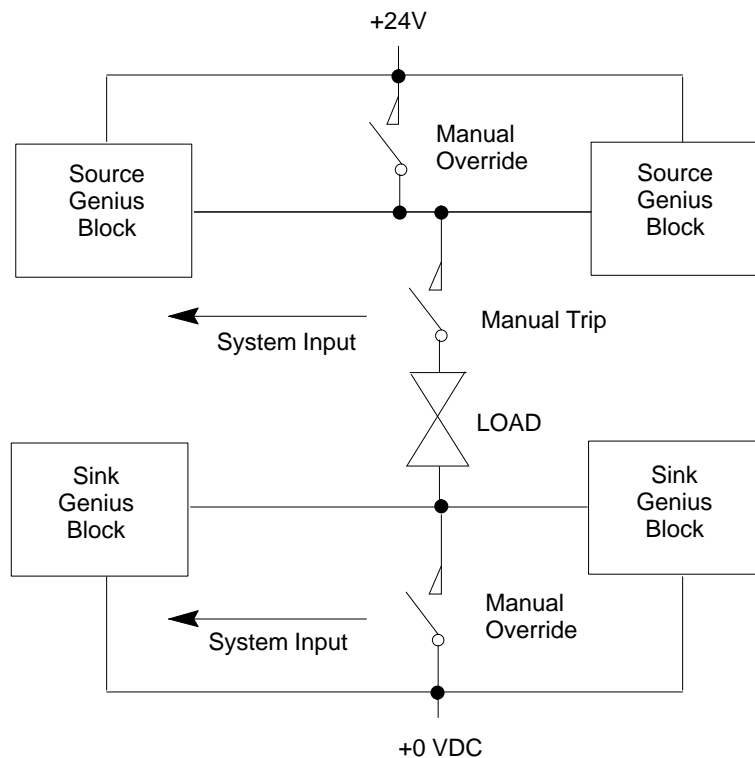 +24V
Manual
Override
Source
Genius
Block
Source
Genius
Block
System Input
Manual Trip
LOAD
Sink
Genius
Block
Sink
Genius
Block
System Input
Manual
Override
+0 VDC